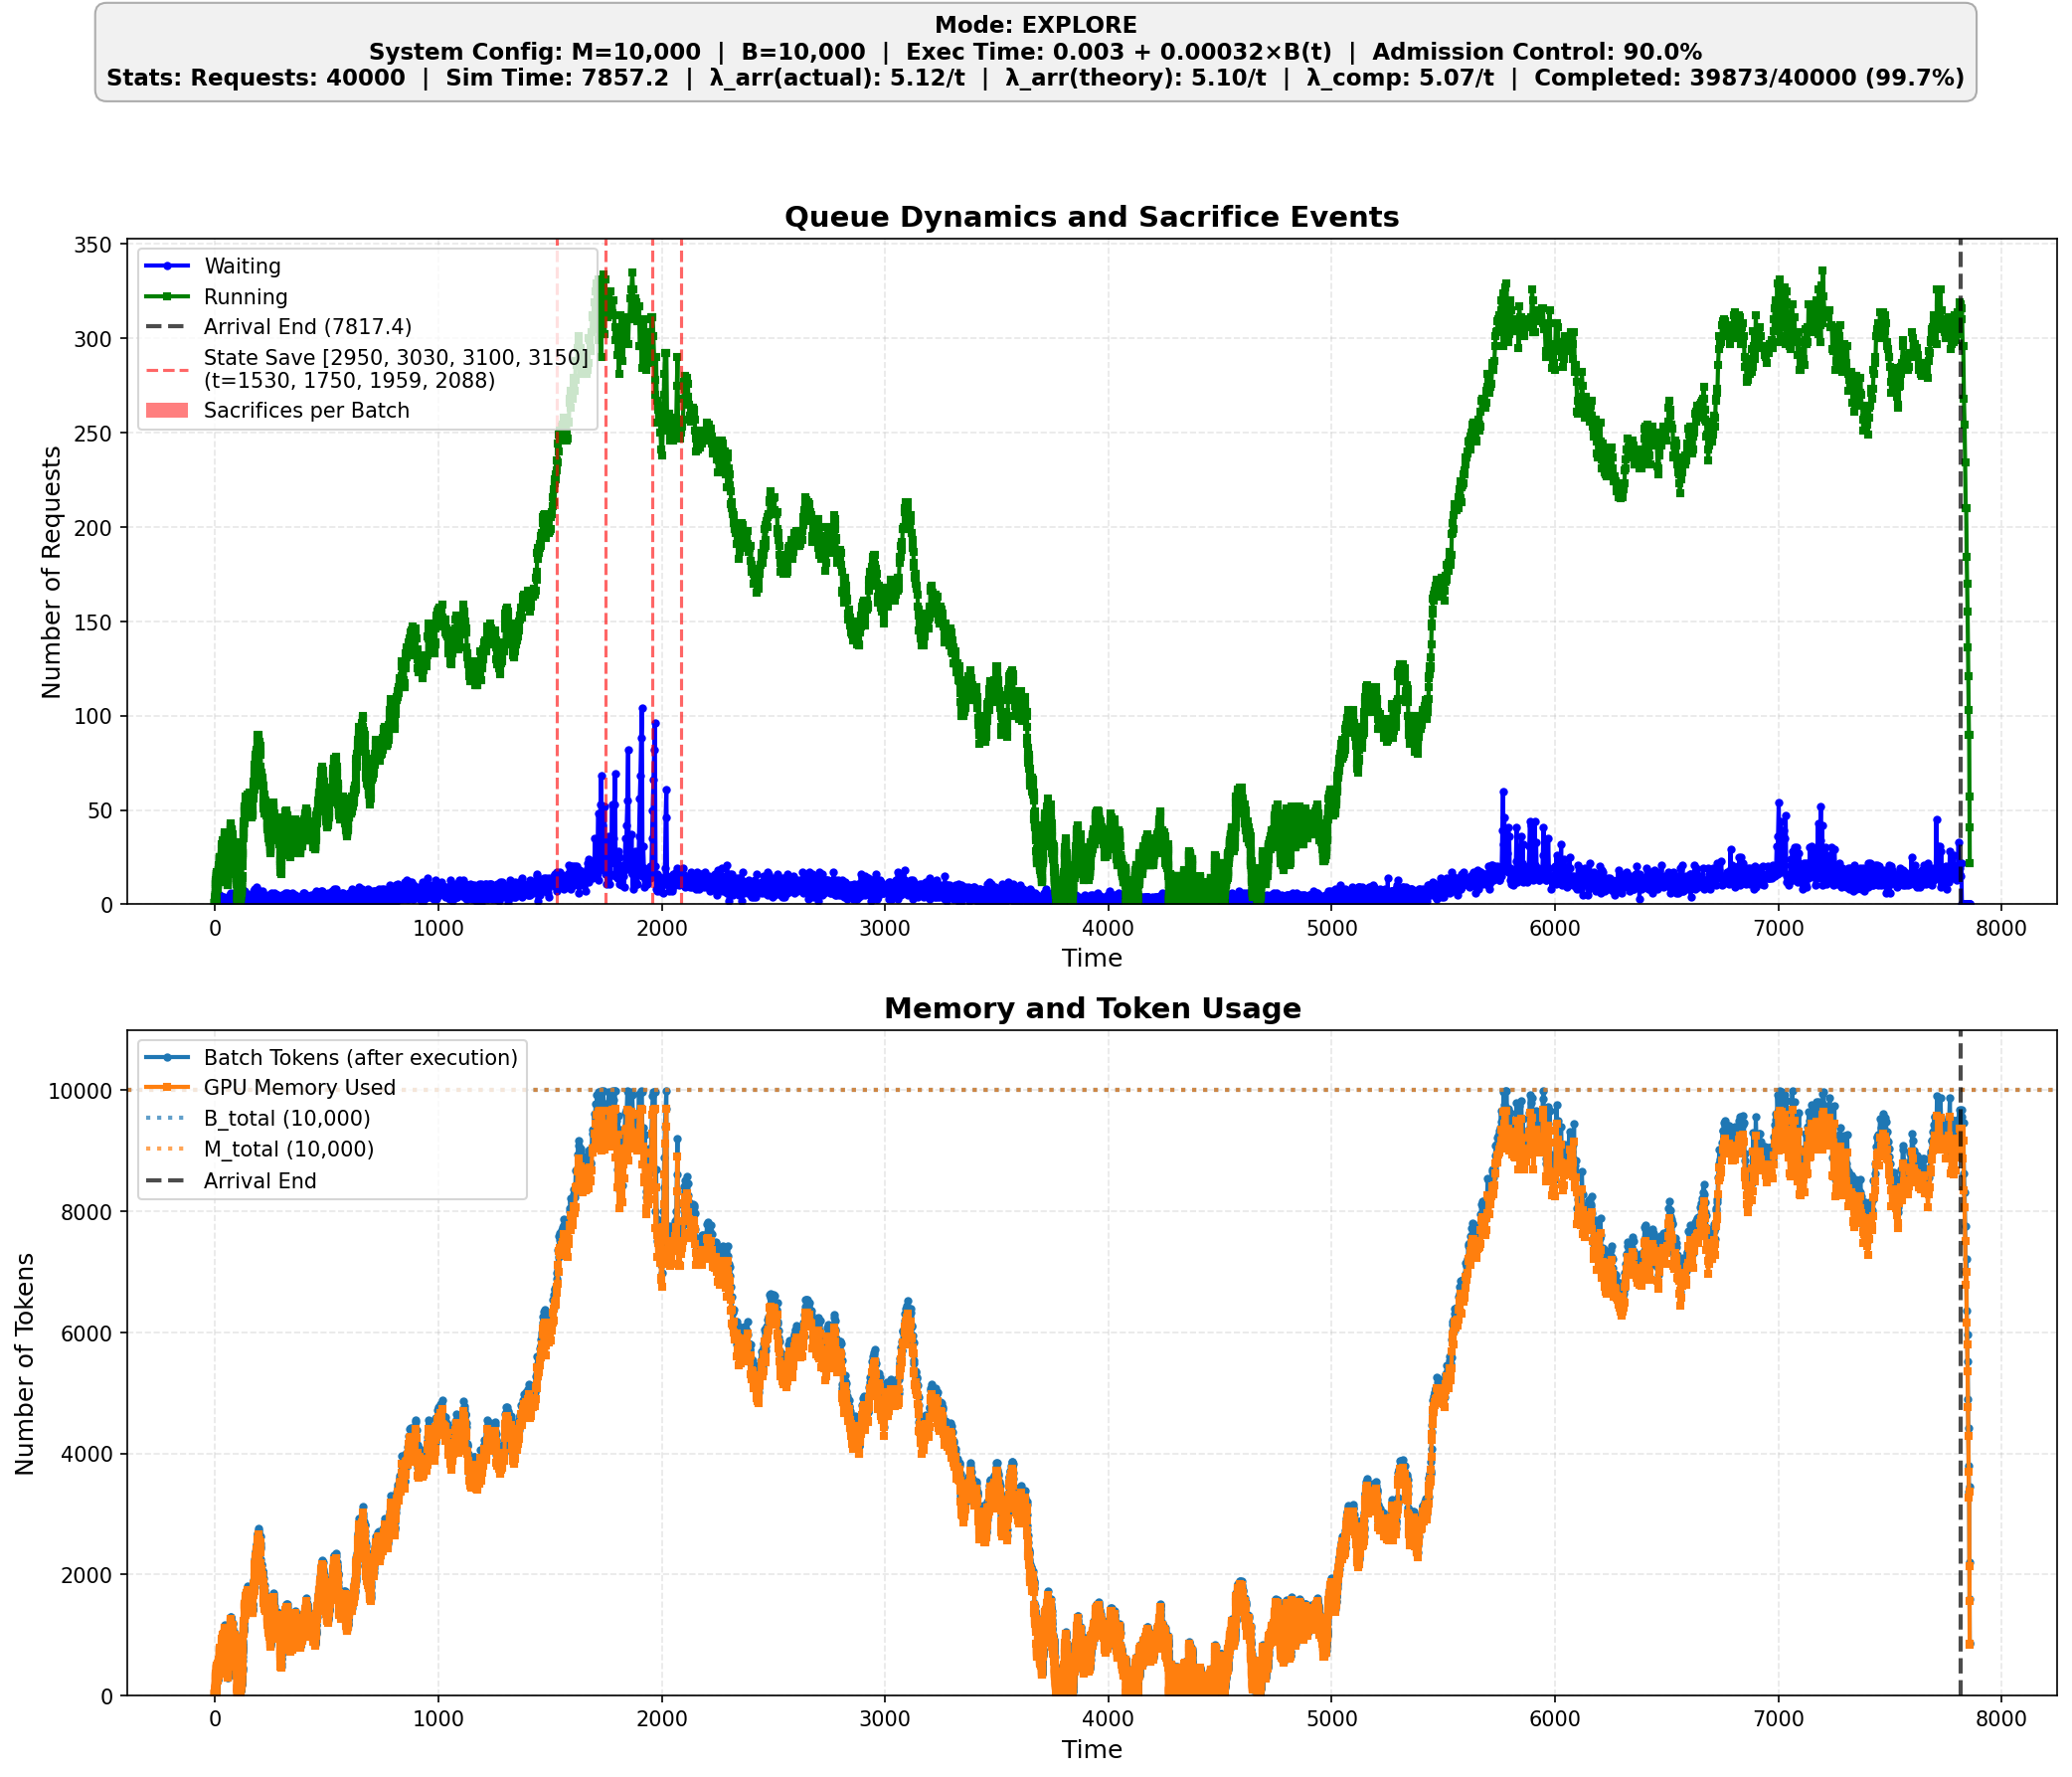 Mode: EXPLORE
System Config: M=10,000 | B=10,000 | Exec Time: 0.003 + 0.00032×B(t) | Admission Control: 90.0%
Stats: Requests: 40000 | Sim Time: 7857.2 | λ_arr(actual): 5.12/t | λ_arr(theory): 5.10/t | λ_comp: 5.07/t | Completed: 39873/40000 (99.7%)
Queue Dynamics and Sacrifice Events
Number of Requests
350
300
250
200
150
100
50
0
Waiting
Running
Arrival End (7817.4)
State Save [2950, 3030, 3100, 3150]
(t=1530, 1750, 1959, 2088)
Sacrifices per Batch
0 1000 2000 3000 4000 5000 6000 7000 8000
Time
Memory and Token Usage
Number of Tokens
10000
8000
6000
4000
2000
0
Batch Tokens (after execution)
GPU Memory Used
B_total (10,000)
M_total (10,000)
Arrival End
0 1000 2000 3000 4000 5000 6000 7000 8000
Time